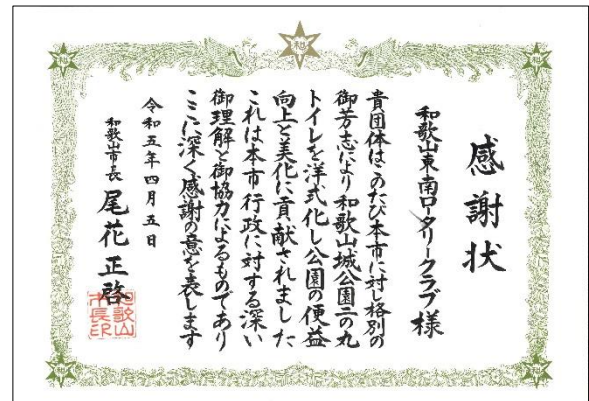 感謝状
和歌山東南ロータリークラブ様
貴団体はこのたび本市に対し格別の
御芳志により和歌山城公園二の丸
トイレを洋式化し公園の便益
向上と美化に貢献されました
これは本市行政に対する深い
御理解と御協力によるものであり
ここに深く感謝の意を表します
令和五年四月五日
和歌山市長 尾花正啓
和歌山市長印